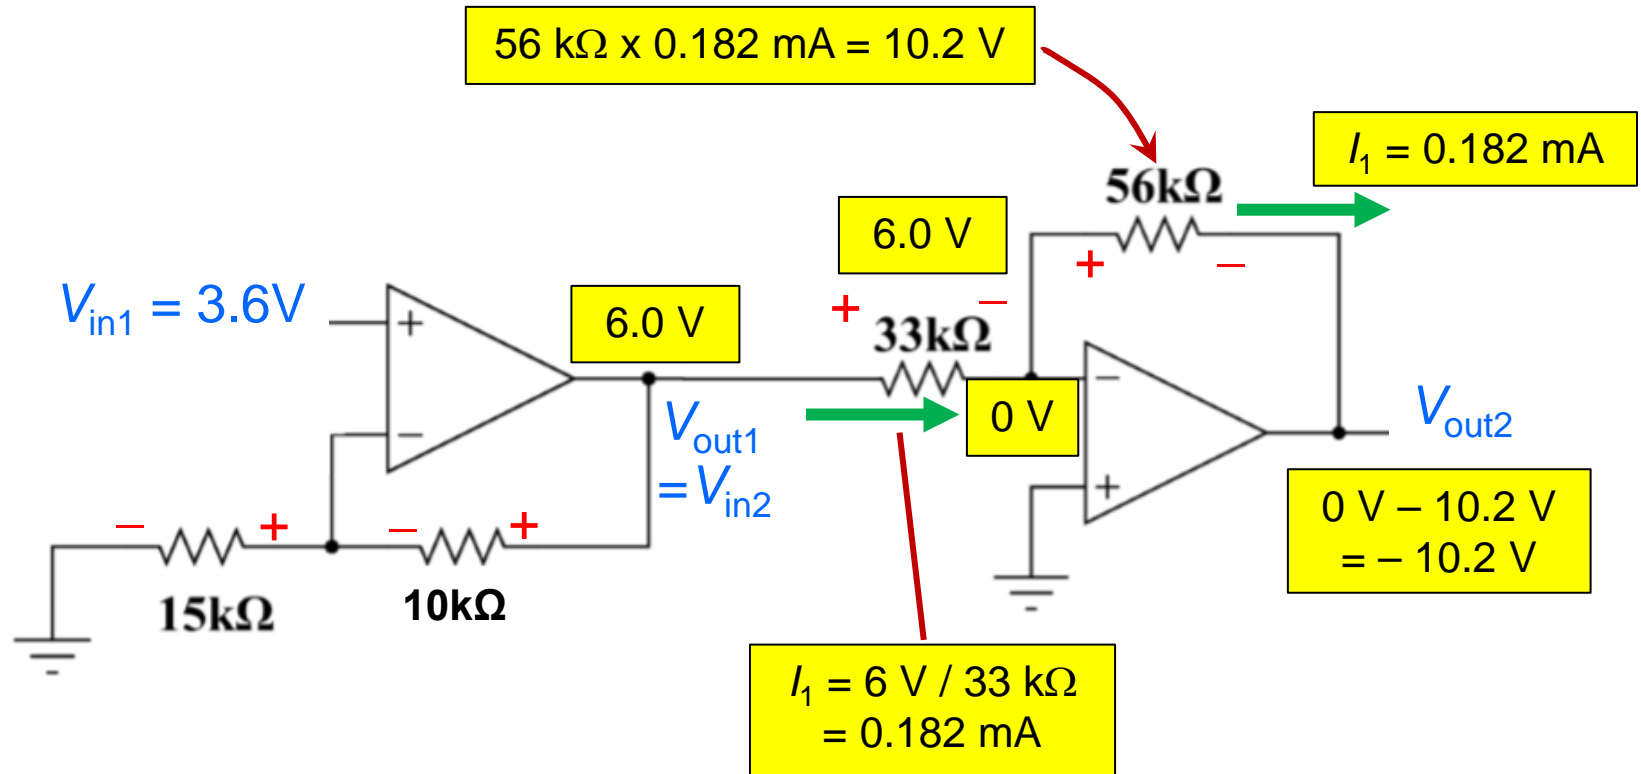 56 kΩ x 0.182 mA = 10.2 V
I₁ = 0.182 mA
56kΩ
6.0 V
+ –
+ –
Vin1 = 3.6V
6.0 V
33kΩ
+
–
0 V
–
Vout1
= Vin2
Vout2
+
0 V – 10.2 V
= – 10.2 V
– + – +
15kΩ
10kΩ
I₁ = 6 V / 33 kΩ
= 0.182 mA